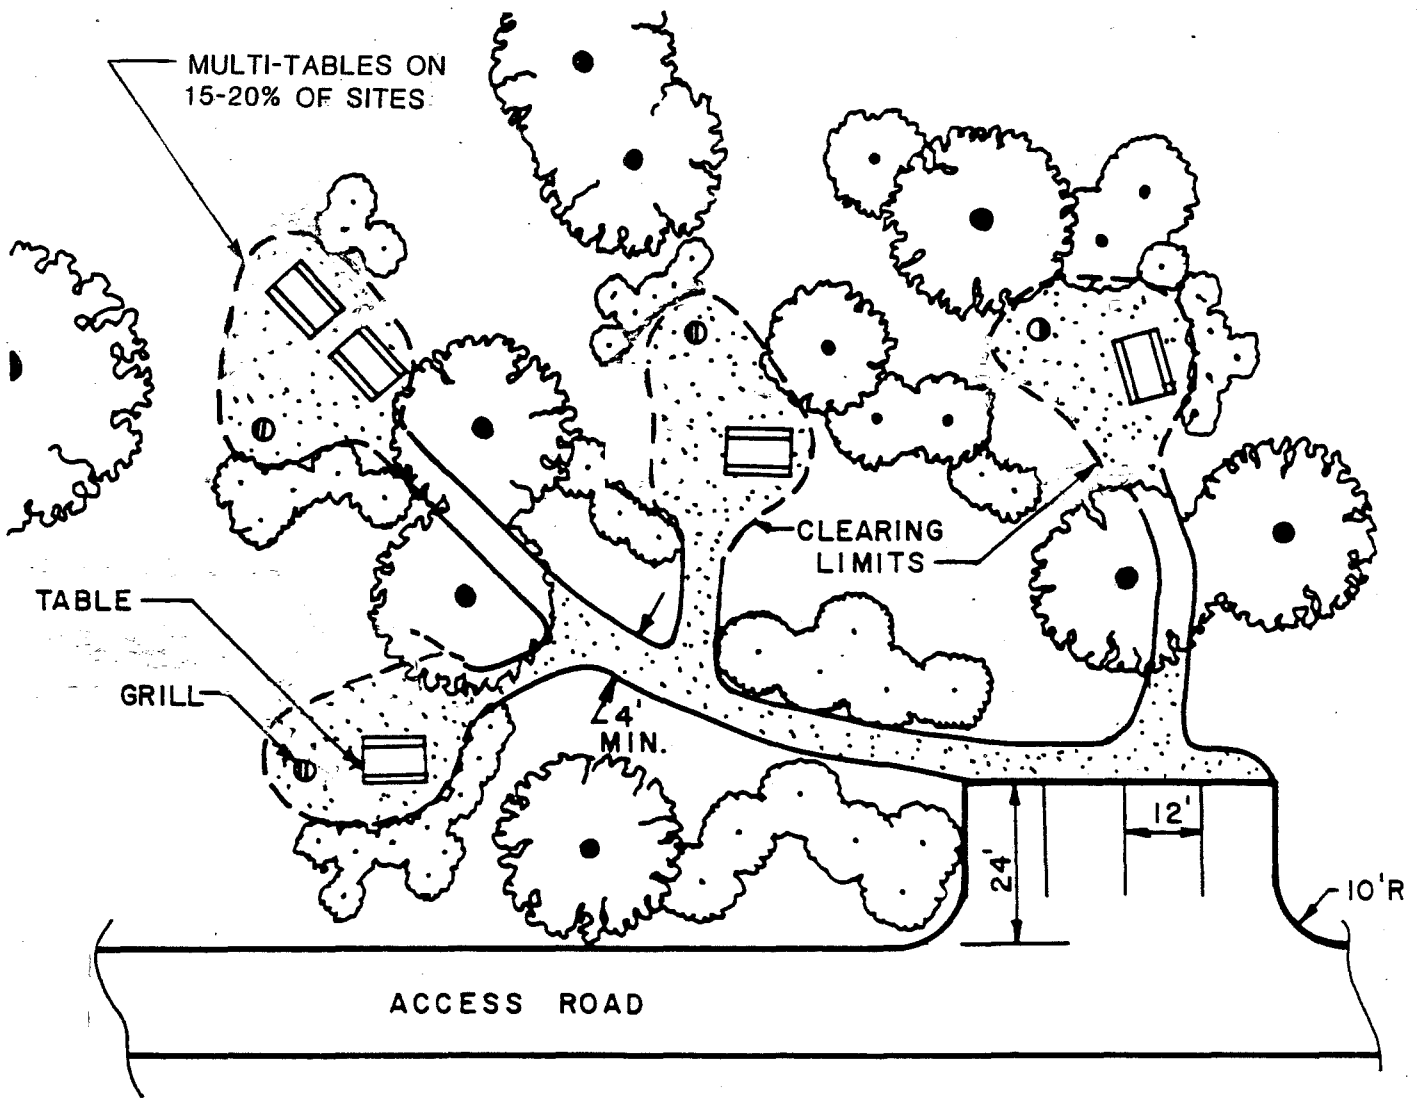 MULTI-TABLES ON
15-20% OF SITES
CLEARING
LIMITS
TABLE
GRILL
4'
MIN.
12'
24'
10'R
ACCESS ROAD